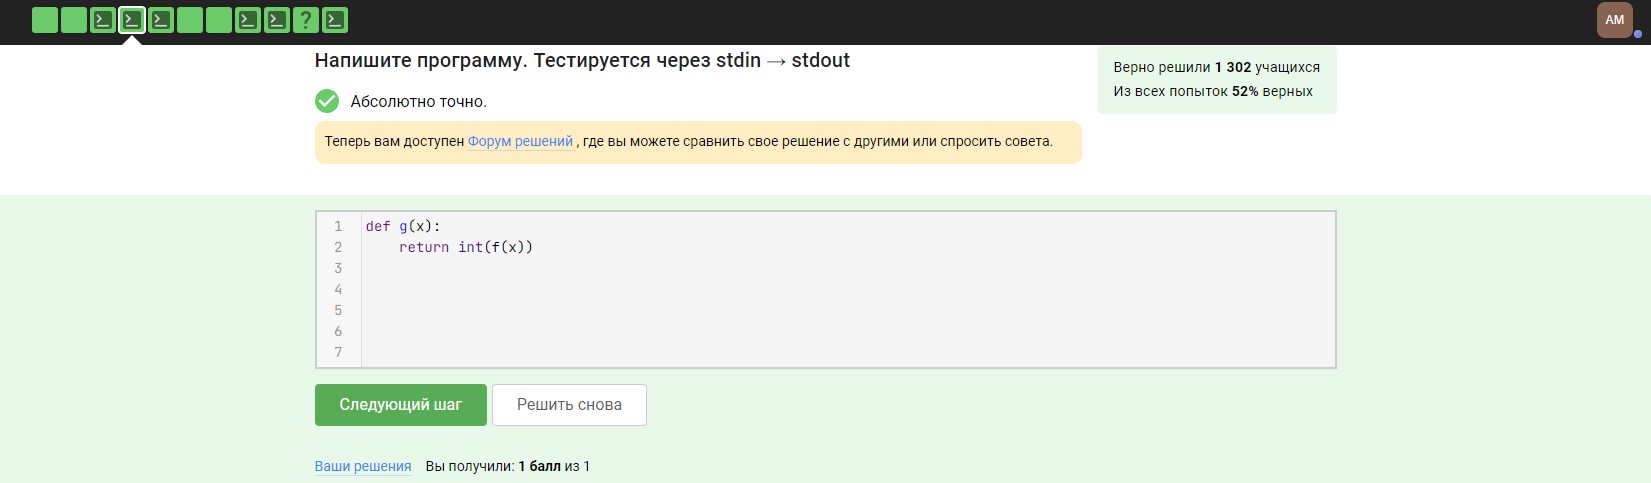 ?
AM
Напишите программу. Тестируется через stdin → stdout
Верно решили 1 302 учащихся
Из всех попыток 52% верных
Абсолютно точно.
Теперь вам доступен Форум решений , где вы можете сравнить свое решение с другими или спросить совета.
1 def g(x):
2     return int(f(x))
3
4
5
6
7
Следующий шаг
Решить снова
Ваши решения Вы получили: 1 балл из 1